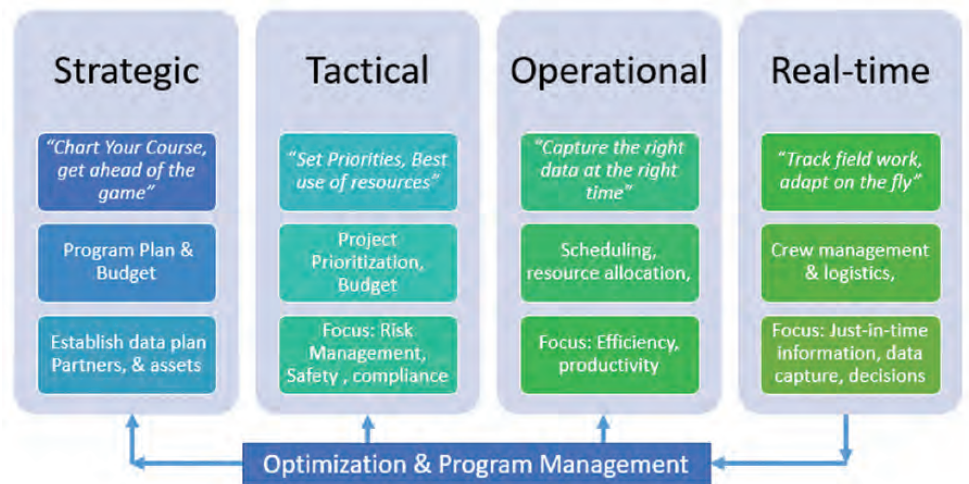 Strategic
“Chart Your Course,
get ahead of the
game”
Program Plan &
Budget
Establish data plan
Partners, & assets
Tactical
“Set Priorities, Best
use of resources”
Project
Prioritization,
Budget
Focus: Risk
Management,
Safety , compliance
Operational
“Capture the right
data at the right
time”
Scheduling,
resource allocation,
Focus: Efficiency,
productivity
Real-time
“Track field work,
adapt on the fly”
Crew management
& logistics,
Focus: Just-in-time
information, data
capture, decisions
Optimization & Program Management